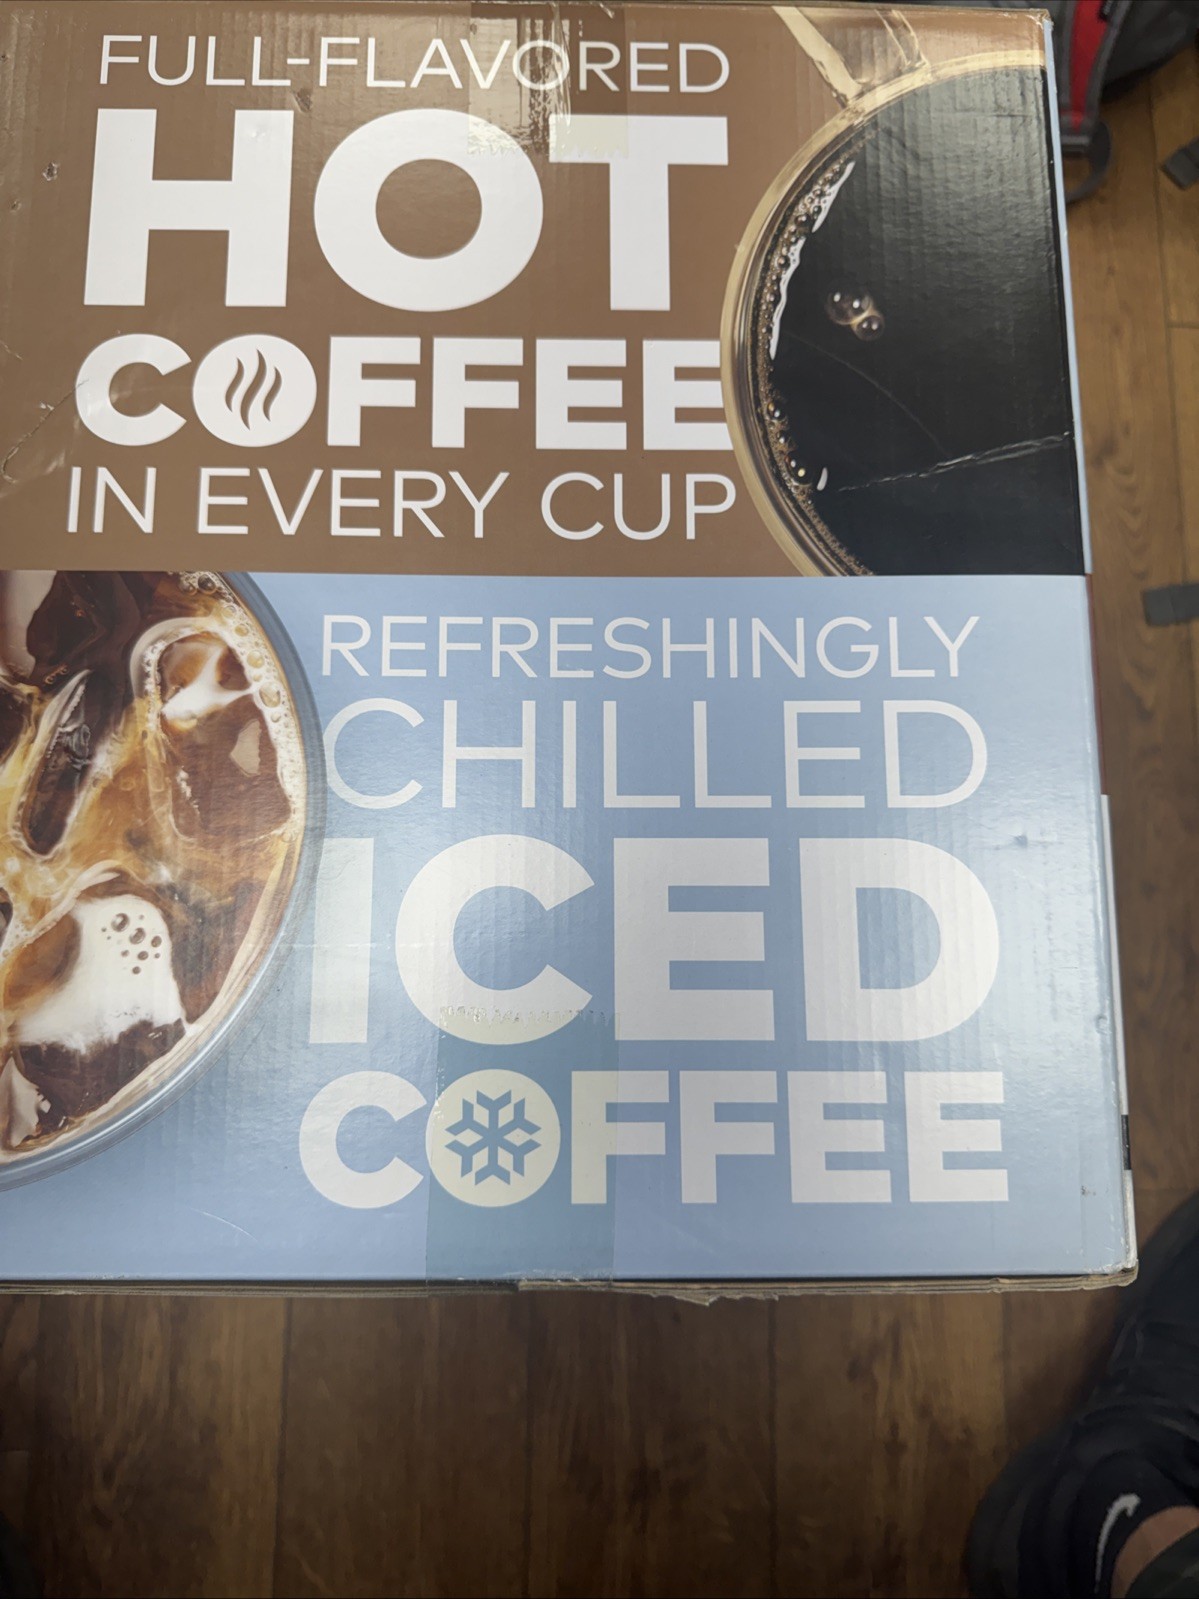 FULL-FLAVORED
HOT
COFFEE
IN EVERY CUP
REFRESHINGLY
CHILLED
ICED
COFFEE